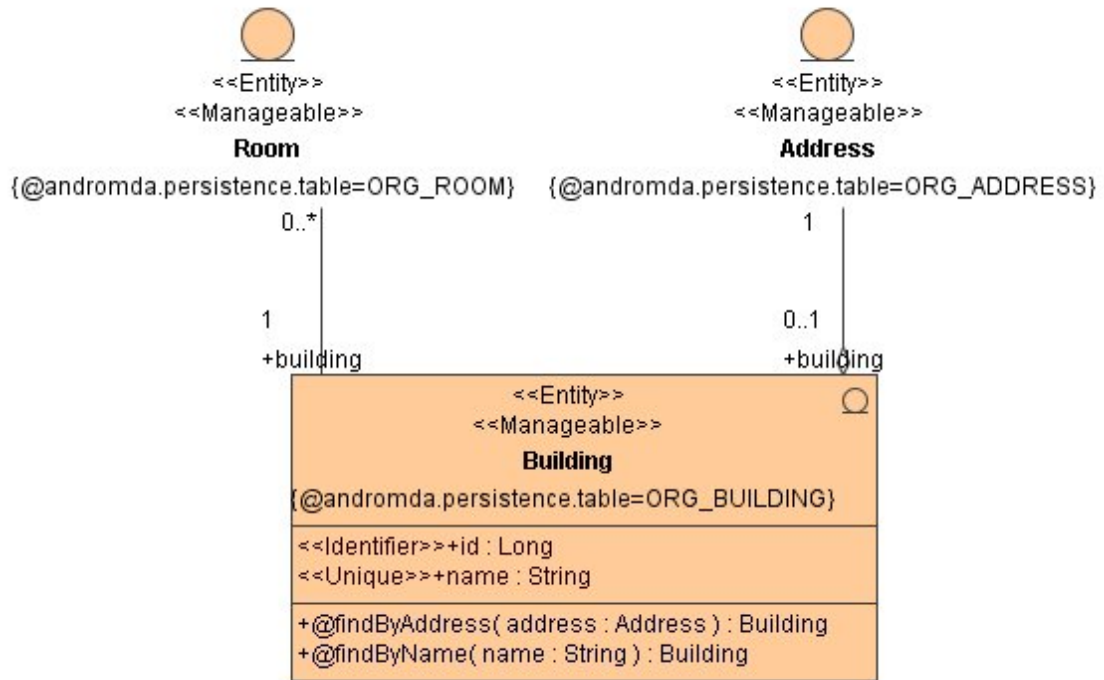 <<Entity>>
<<Manageable>>
Room
{@andromda.persistence.table=ORG_ROOM}
0..*
1
+building
<<Entity>>
<<Manageable>>
Address
{@andromda.persistence.table=ORG_ADDRESS}
1
0..1
+building
<<Entity>>
<<Manageable>>
Building
{@andromda.persistence.table=ORG_BUILDING}
<<Identifier>>+id : Long
<<Unique>>+name : String
+@findByAddress( address : Address ) : Building
+@findByName( name : String ) : Building